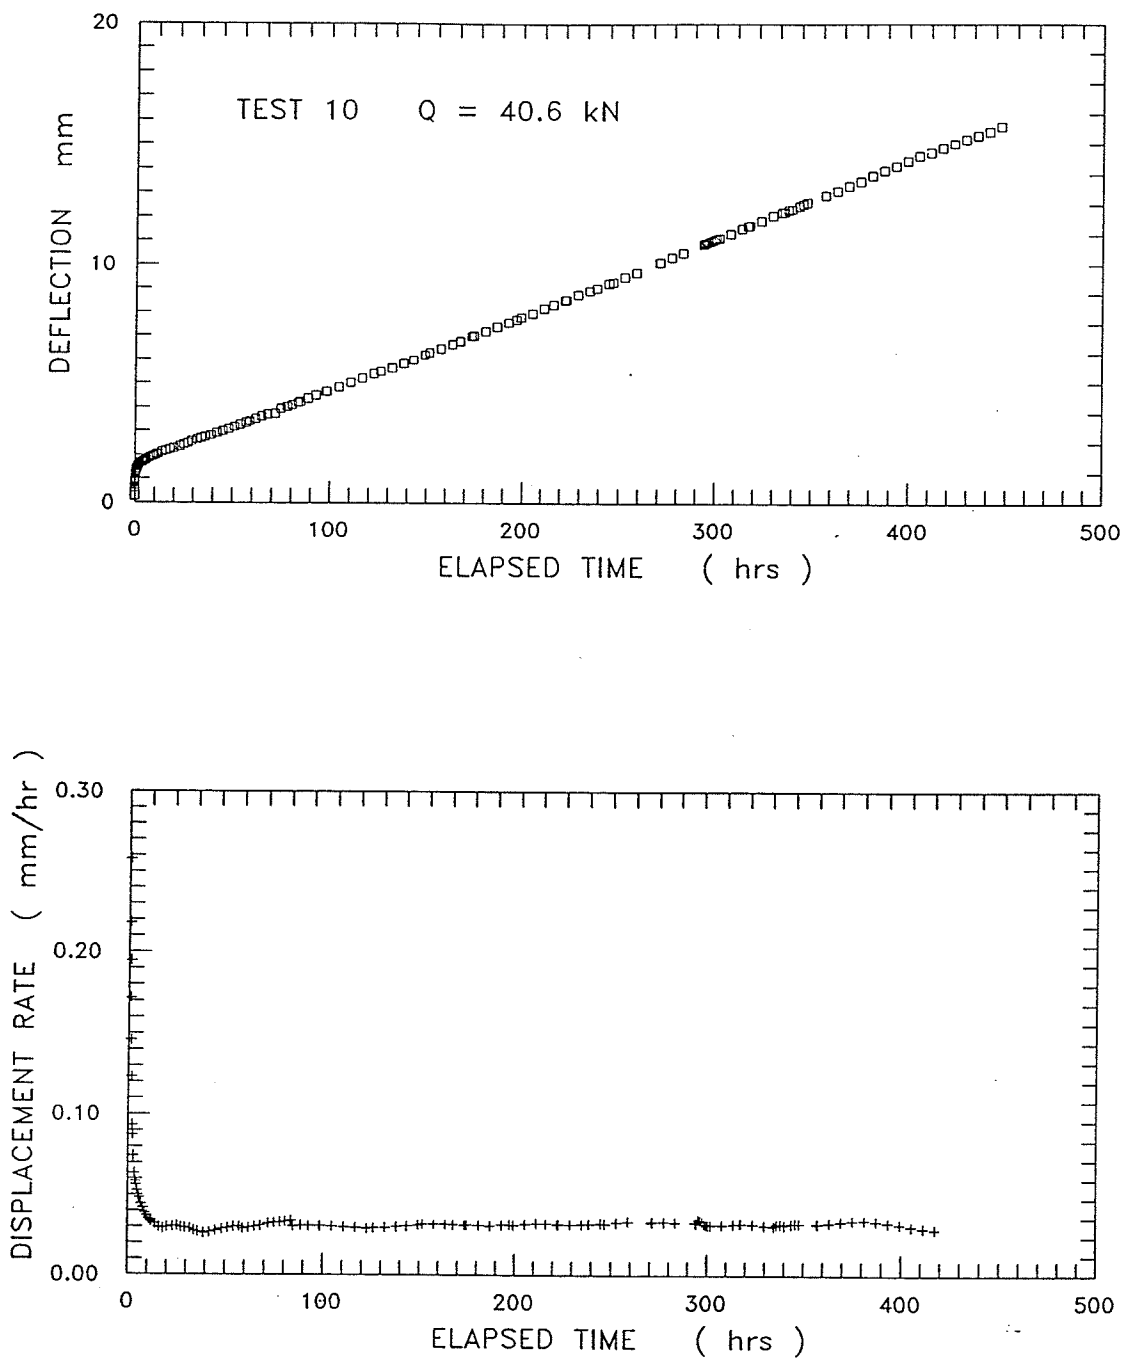 20
TEST 10 Q = 40.6 kN
DEFLECTION mm
10
0
0 100 200 300 400 500
ELAPSED TIME ( hrs )
DISPLACEMENT RATE ( mm/hr )
0.30
0.20
0.10
0.00
0 100 200 300 400 500
ELAPSED TIME ( hrs )